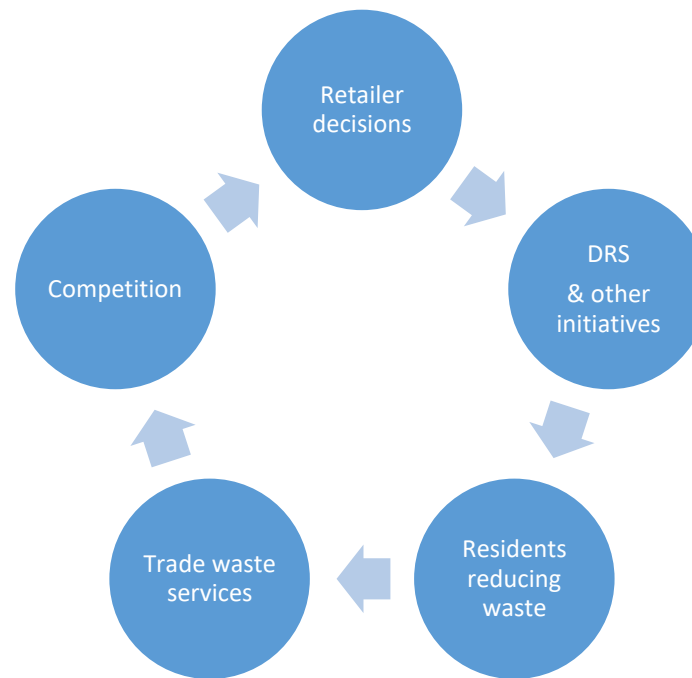 Retailer
decisions
DRS
& other
initiatives
Residents
reducing
waste
Trade waste
services
Competition